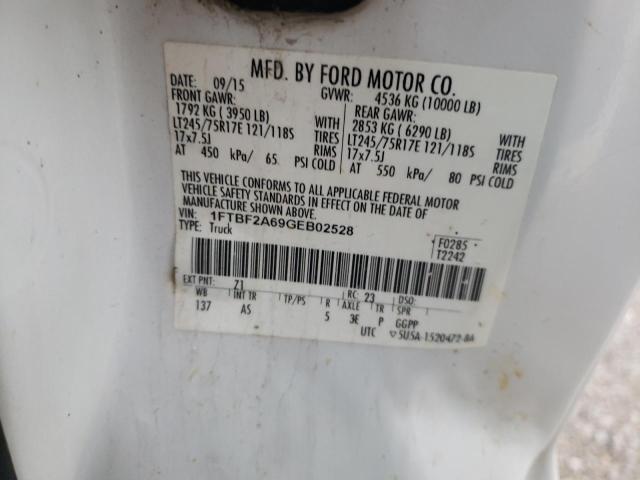 MFD. BY FORD MOTOR CO.
DATE: 09/15 GVWR: 4536 KG (10000 LB)
FRONT GAWR: REAR GAWR:
1792 KG ( 3950 LB) WITH 2853 KG ( 6290 LB) WITH
LT245/75R17E 121/118S TIRES LT245/75R17E 121/118S TIRES
17x7.5J RIMS 17x7.5J RIMS
AT 450 kPa/ 65 PSI COLD AT 550 kPa/ 80 PSI COLD
THIS VEHICLE CONFORMS TO ALL APPLICABLE FEDERAL MOTOR
VEHICLE SAFETY STANDARDS IN EFFECT ON THE DATE OF
MANUFACTURE SHOWN ABOVE.
VIN: 1FTBF2A69GEB02528
TYPE: Truck
F0285
T2242
EXT PNT: Z1 RC: 23 DSO:
WB INT TR TP/PS R AXLE TR SPR
137 AS 5 3E P GGPP
UTC ▽5U5A-1520472-BA